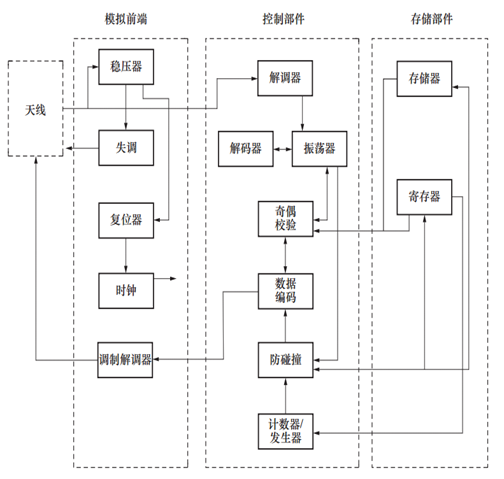 模拟前端
控制部件
存储部件
天线
稳压器
失调
复位器
时钟
调制解调器
解调器
解码器
振荡器
奇偶
校验
数据
编码
防碰撞
计数器/
发生器
存储器
寄存器